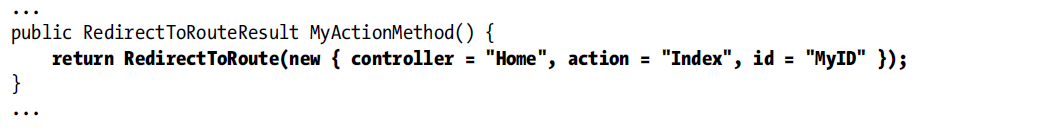 ...
public RedirectToRouteResult MyActionMethod() {
    return RedirectToRoute(new { controller = "Home", action = "Index", id = "MyID" });
}
...